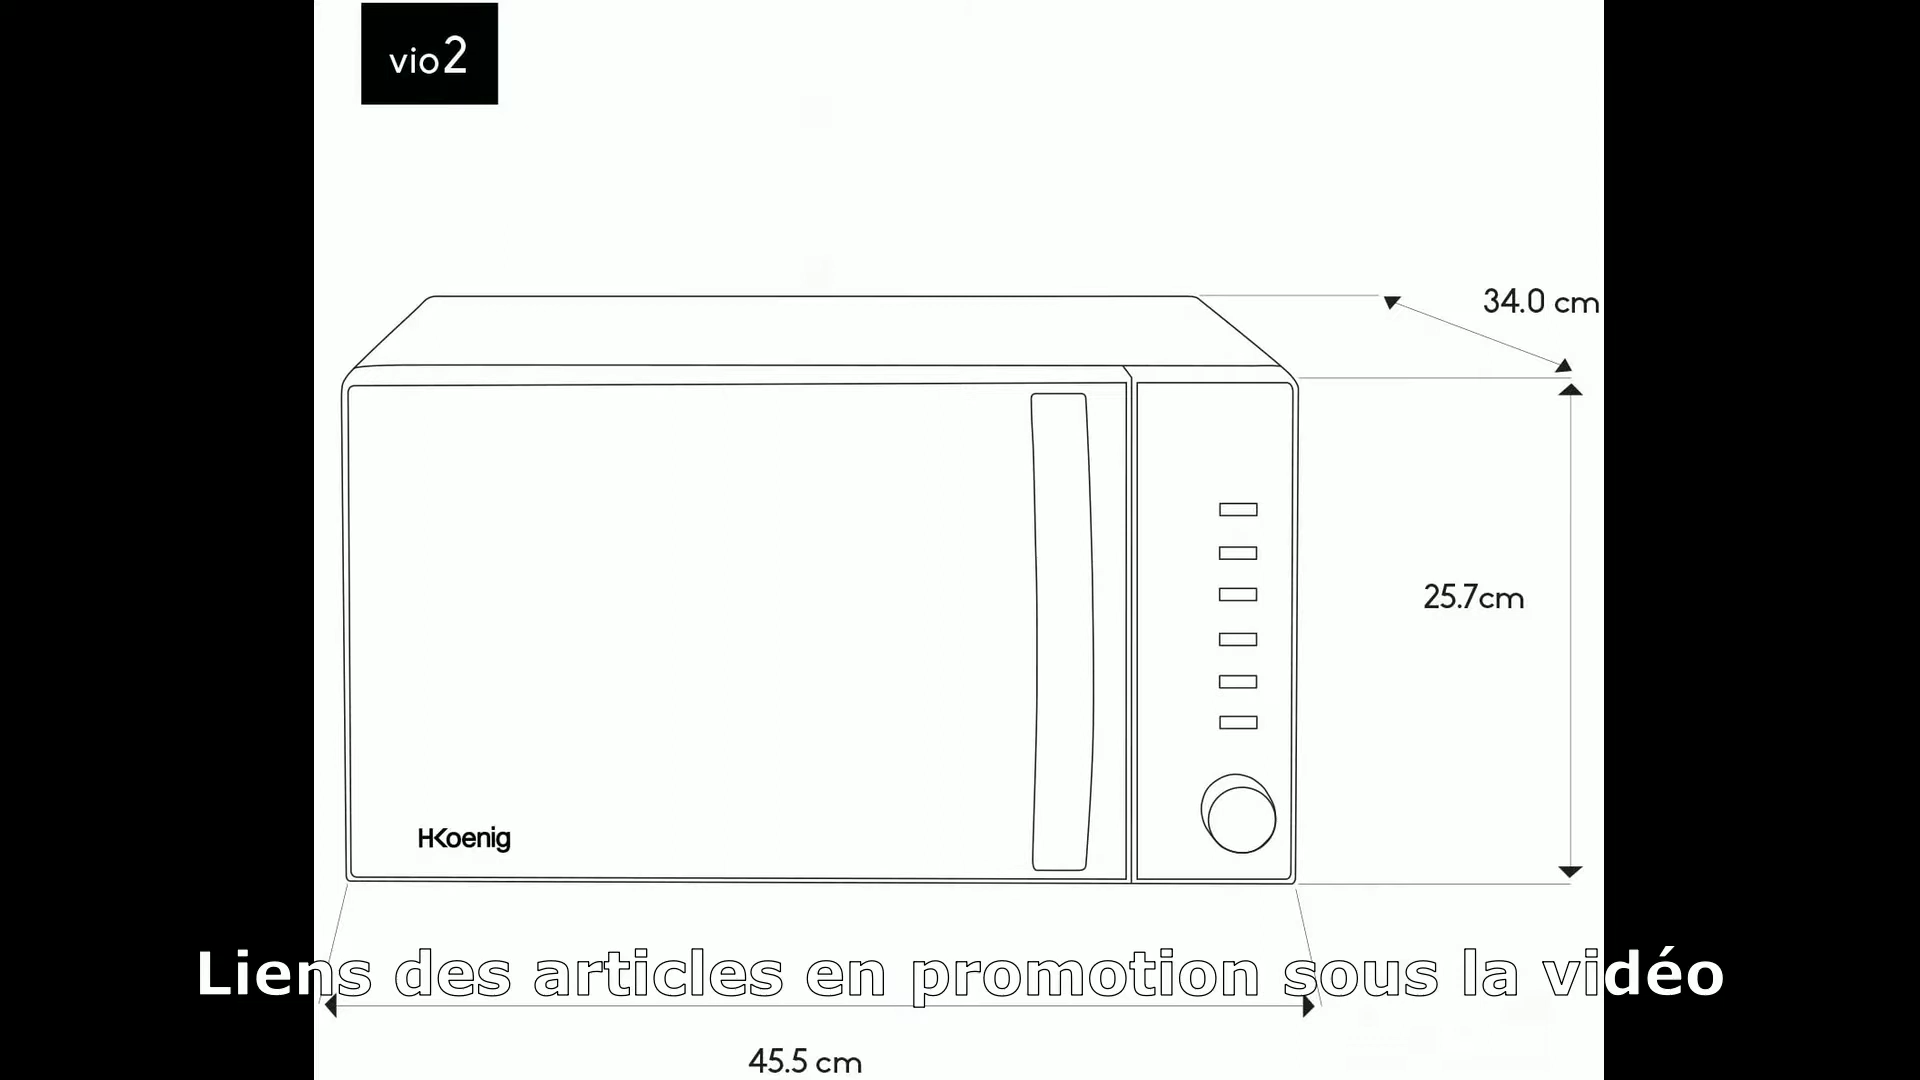 vio2
34.0 cm
25.7cm
HKoenig
Liens des articles en promotion sous la vidéo
45.5 cm